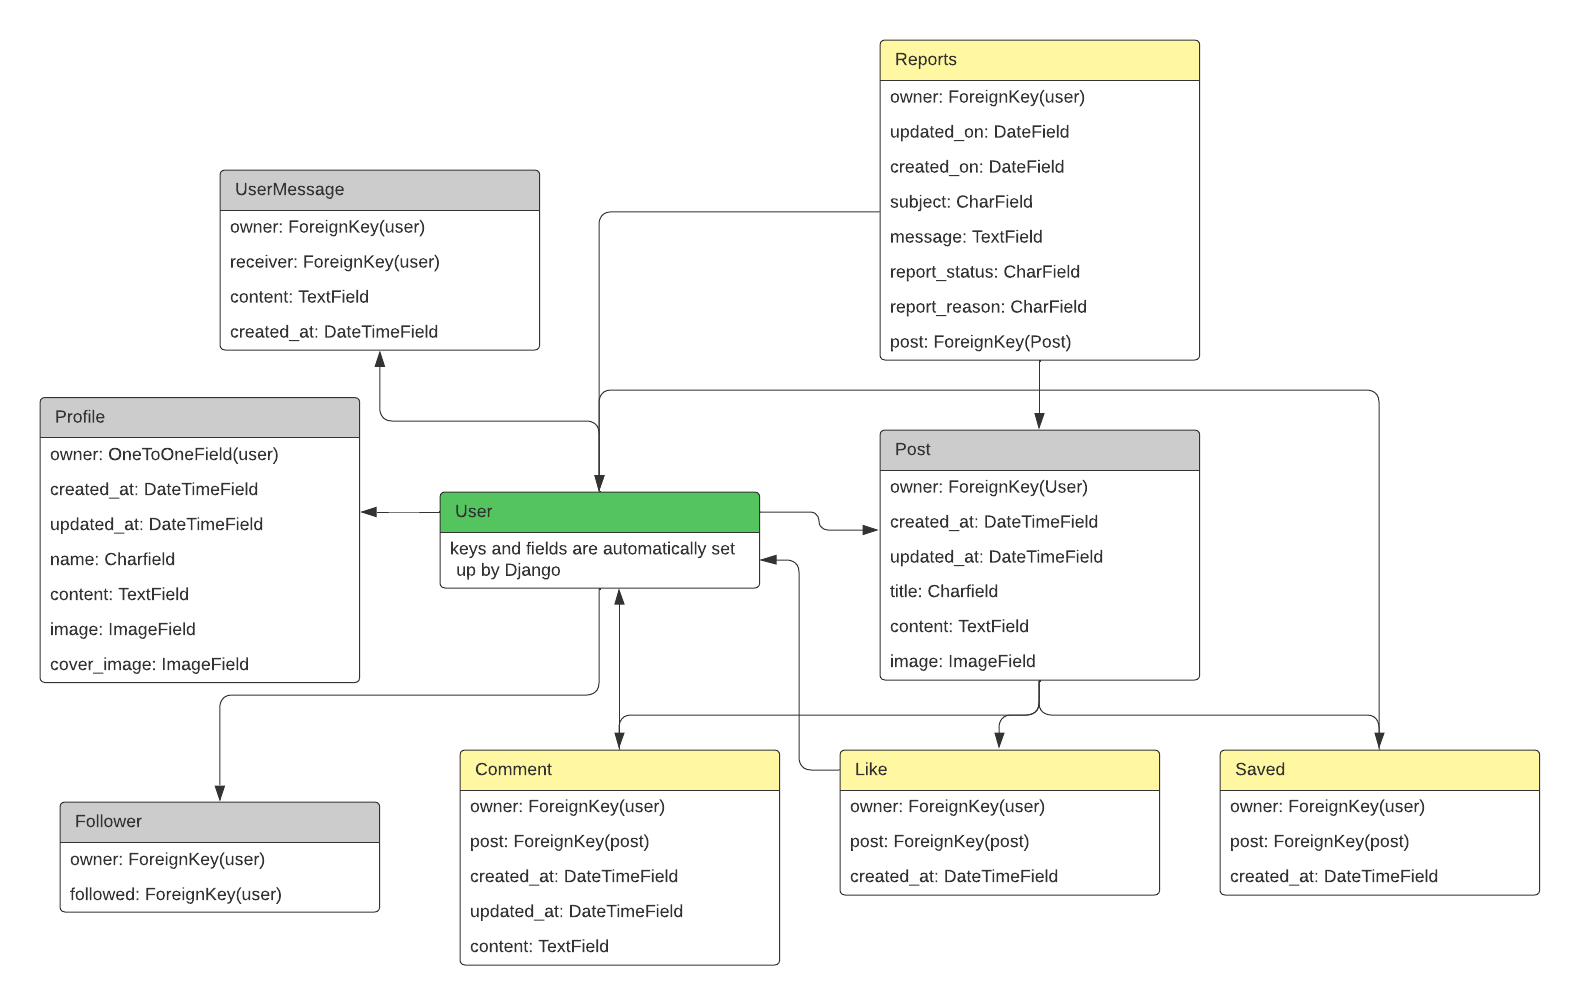 Reports
owner: ForeignKey(user)
updated_on: DateField
created_on: DateField
subject: CharField
message: TextField
report_status: CharField
report_reason: CharField
post: ForeignKey(Post)
UserMessage
owner: ForeignKey(user)
receiver: ForeignKey(user)
content: TextField
created_at: DateTimeField
Profile
owner: OneToOneField(user)
created_at: DateTimeField
updated_at: DateTimeField
name: Charfield
content: TextField
image: ImageField
cover_image: ImageField
User
keys and fields are automatically set
up by Django
Post
owner: ForeignKey(User)
created_at: DateTimeField
updated_at: DateTimeField
title: Charfield
content: TextField
image: ImageField
Follower
owner: ForeignKey(user)
followed: ForeignKey(user)
Comment
owner: ForeignKey(user)
post: ForeignKey(post)
created_at: DateTimeField
updated_at: DateTimeField
content: TextField
Like
owner: ForeignKey(user)
post: ForeignKey(post)
created_at: DateTimeField
Saved
owner: ForeignKey(user)
post: ForeignKey(post)
created_at: DateTimeField